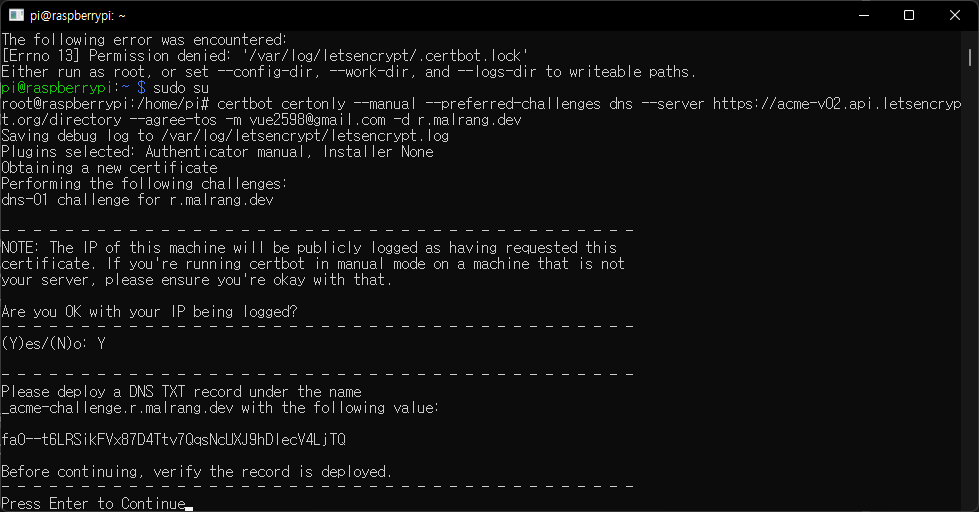 pi@raspberrypi: ~
The following error was encountered:
[Errno 13] Permission denied: '/var/log/letsencrypt/.certbot.lock'
Either run as root, or set --config-dir, --work-dir, and --logs-dir to writeable paths.
pi@raspberrypi:~ $ sudo su
root@raspberrypi:/home/pi# certbot certonly --manual --preferred-challenges dns --server https://acme-v02.api.letsencryp
t.org/directory --agree-tos -m vue2598@gmail.com -d r.malrang.dev
Saving debug log to /var/log/letsencrypt/letsencrypt.log
Plugins selected: Authenticator manual, Installer None
Obtaining a new certificate
Performing the following challenges:
dns-01 challenge for r.malrang.dev
- - - - - - - - - - - - - - - - - - - - - - - - - - - - - - - - - - - - - - - -
NOTE: The IP of this machine will be publicly logged as having requested this
certificate. If you're running certbot in manual mode on a machine that is not
your server, please ensure you're okay with that.
Are you OK with your IP being logged?
- - - - - - - - - - - - - - - - - - - - - - - - - - - - - - - - - - - - - - - -
(Y)es/(N)o: Y
- - - - - - - - - - - - - - - - - - - - - - - - - - - - - - - - - - - - - - - -
Please deploy a DNS TXT record under the name
_acme-challenge.r.malrang.dev with the following value:
faO--t6LRSikFVx87D4Ttv7QqsNcUXJ9hDlecV4LjTQ
Before continuing, verify the record is deployed.
- - - - - - - - - - - - - - - - - - - - - - - - - - - - - - - - - - - - - - - -
Press Enter to Continue